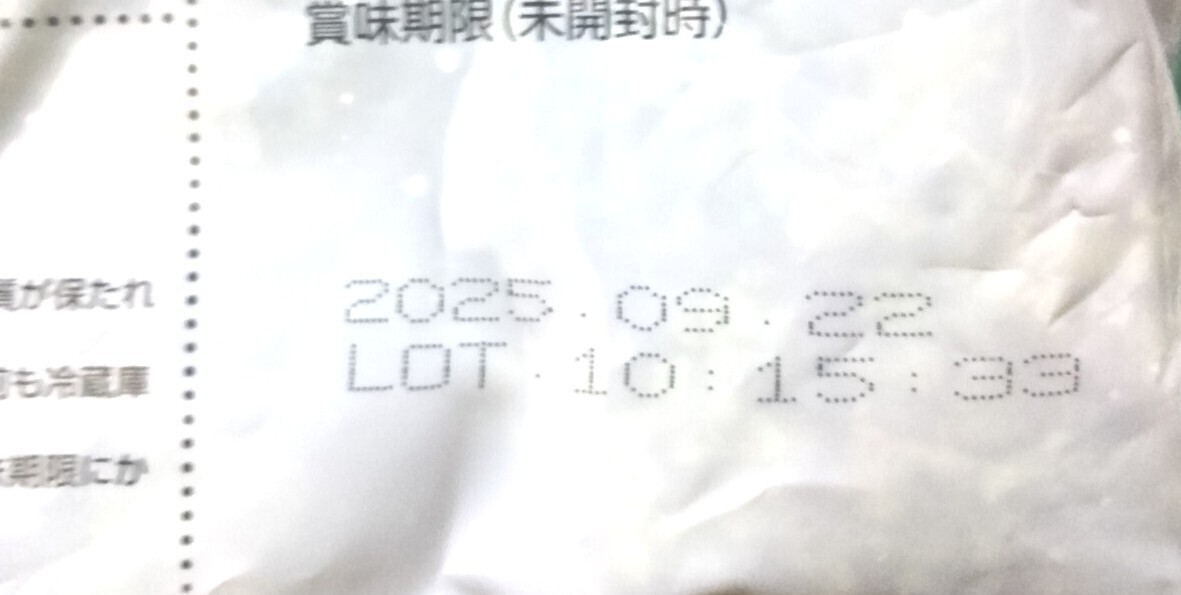 賞味期限(未開封時)
質が保たれ
2025.09.22
も冷蔵庫
LOT.10:15:33
期限にか